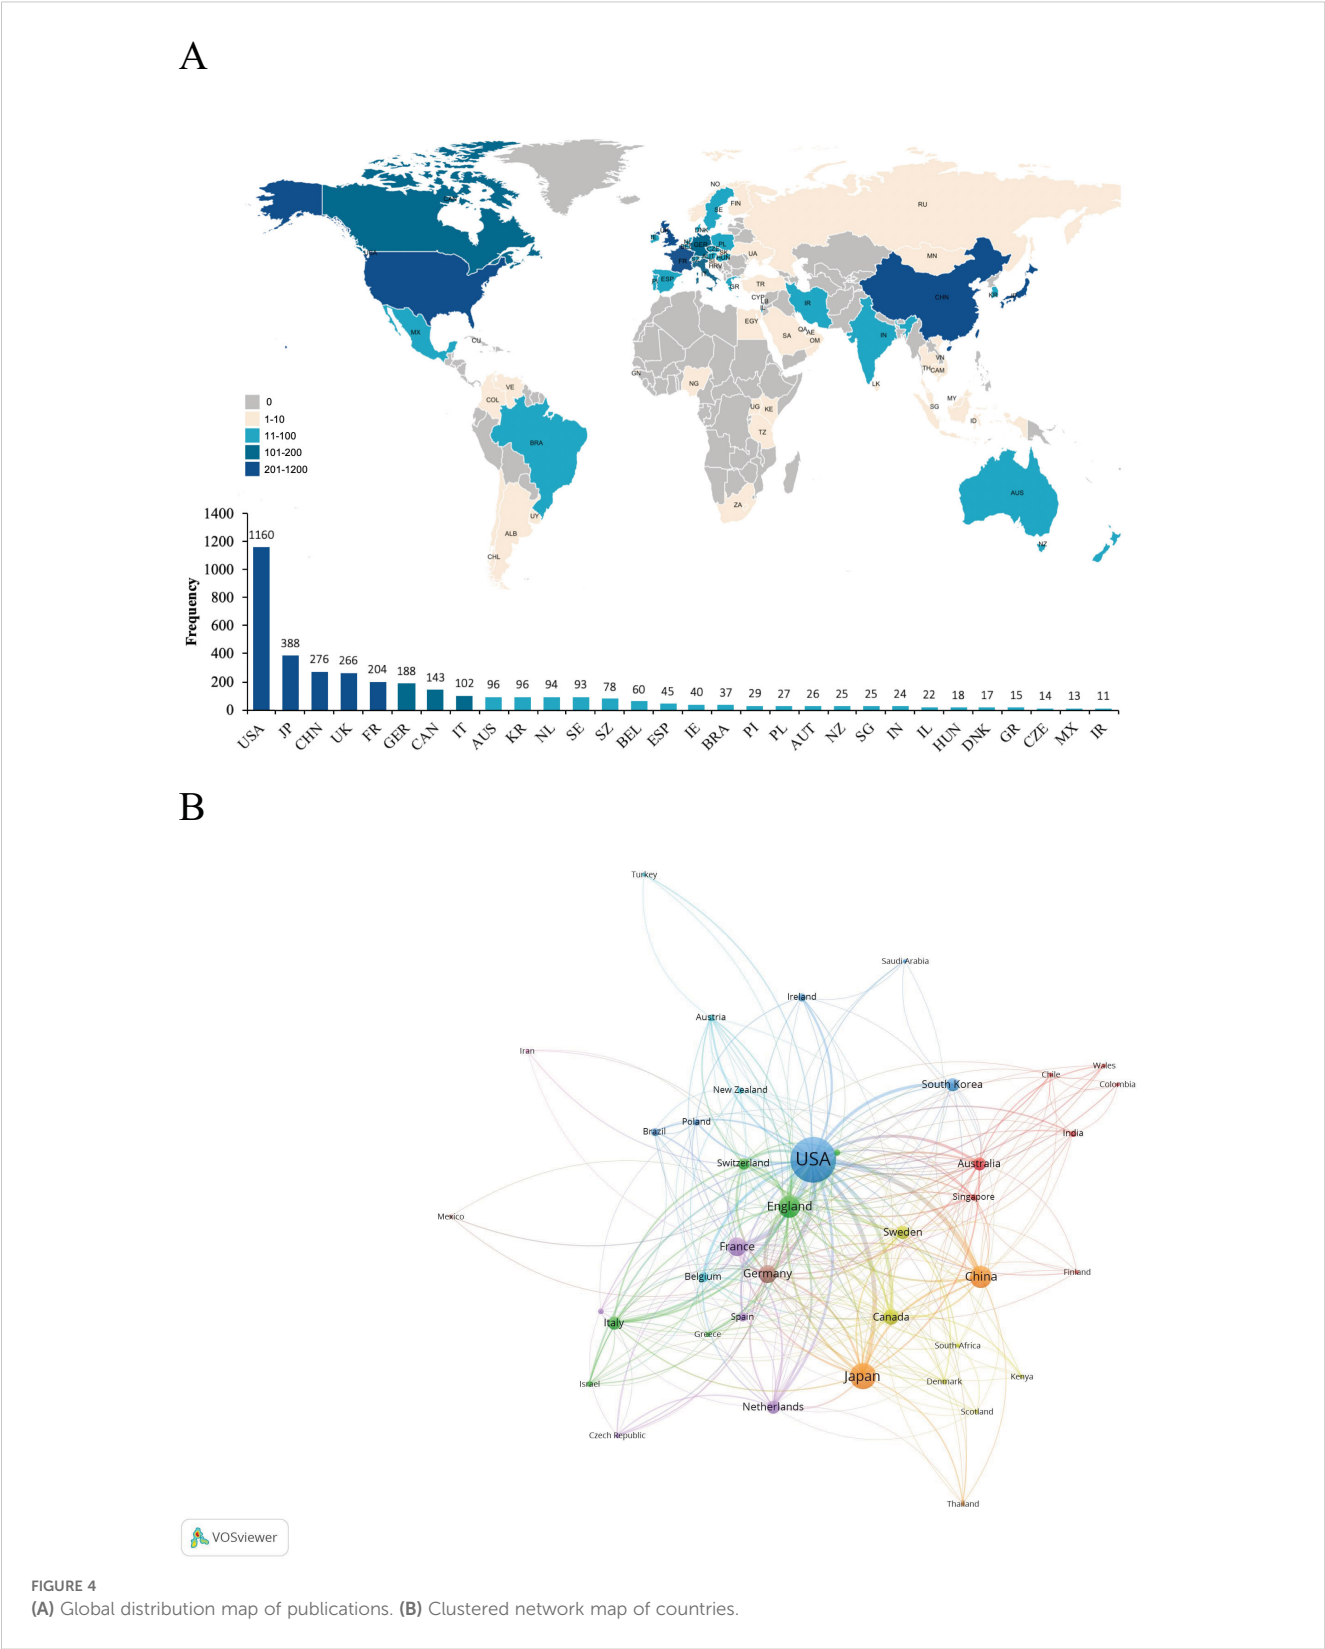 A
NO
SE
FIN
RU
DNK
PL
UA
MN
GER
FR
HRV
ESP
GR
TR
CYP
LB
IL
IR
CHN
EGY
SA
QA
AE
OM
IN
VN
TH
CAM
LK
MX
CU
GN
NG
VE
COL
UG
KE
TZ
SG
MY
ID
BRA
ZA
AUS
NZ
UY
ALB
CHL
0
1-10
11-100
101-200
201-1200
Frequency
1400
1200
1000
800
600
400
200
0
1160 388 276 266 204 188 143 102 96 96 94 93 78 60 45 40 37 29 27 26 25 25 24 22 18 17 15 14 13 11
USA JP CHN UK FR GER CAN IT AUS KR NL SE SZ BEL ESP IE BRA PI PL AUT NZ SG IN IL HUN DNK GR CZE MX IR
B
Turkey
Saudi Arabia
Ireland
Austria
Iran
Wales
Chile
Colombia
South Korea
New Zealand
Poland
Brazil
India
USA
Switzerland
Australia
Singapore
England
Mexico
Sweden
France
Germany
Belgium
China
Finland
Spain
Canada
Italy
Greece
South Africa
Japan
Kenya
Denmark
Israel
Netherlands
Scotland
Czech Republic
Thailand
VOSviewer
FIGURE 4
(A) Global distribution map of publications. (B) Clustered network map of countries.